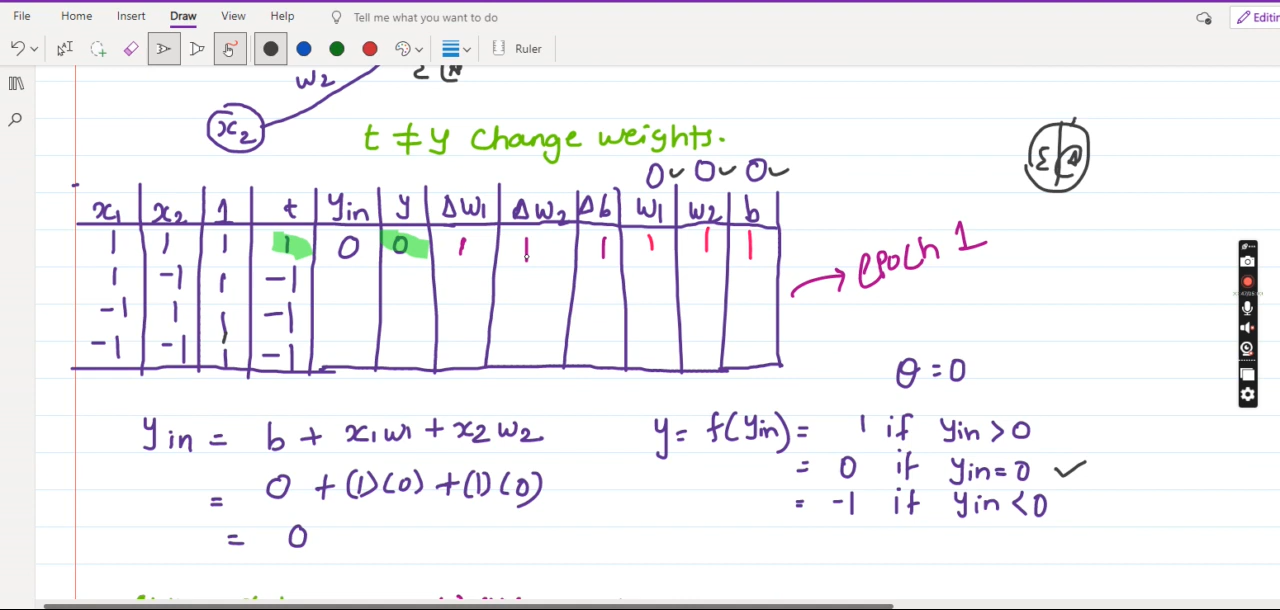 File Home Insert Draw View Help Tell me what you want to do Editin
Ruler
w2
x2
t ≠ y change weights.
0✓ 0✓ 0✓
x1 x2 1 t yin y Δw1 Δw2 Δb w1 w2 b
1 1 1 1 0 0 1 1 1 1 1 1
1 -1 1 -1
-1 1 1 -1
-1 -1 1 -1
epoch 1
θ = 0
yin = b + x1w1 + x2w2
= 0 + (1)(0) + (1)(0)
= 0
y = f(yin) = 1 if yin > 0
= 0 if yin = 0 ✓
= -1 if yin < 0